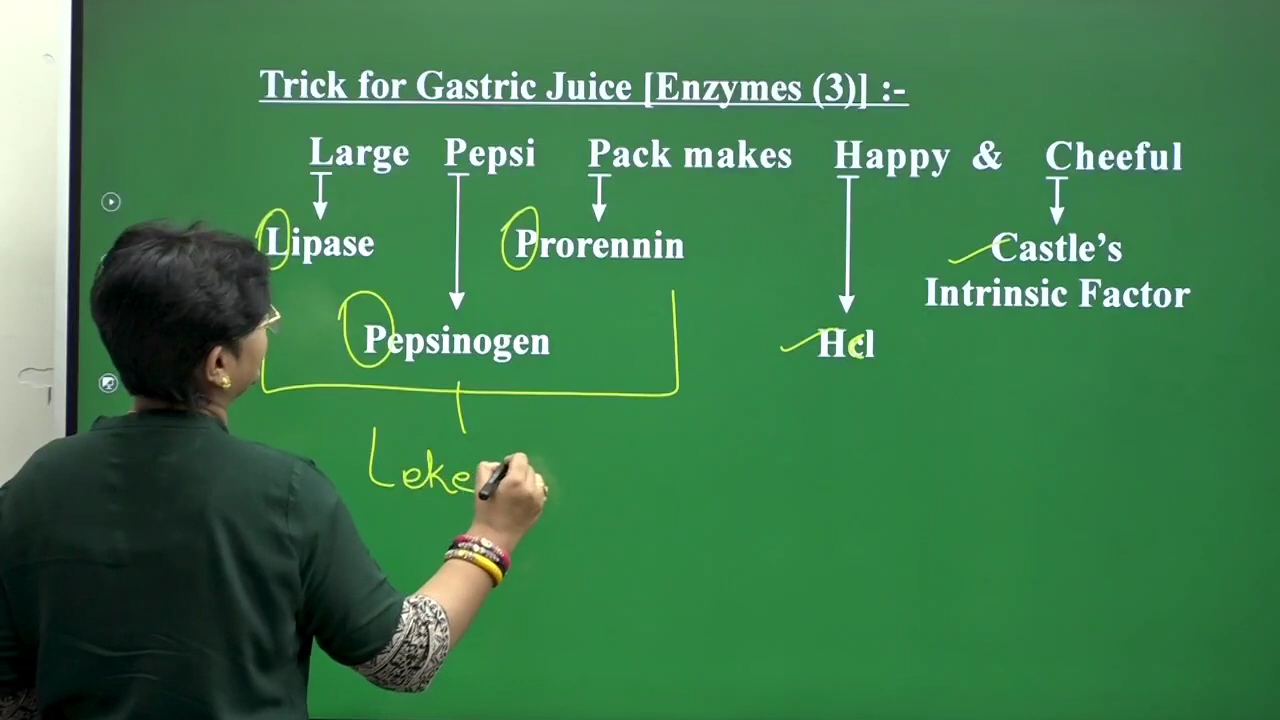 Trick for Gastric Juice [Enzymes (3)] :-
Large Pepsi Pack makes Happy & Cheeful
Lipase Prorennin Castle's
Intrinsic Factor
Pepsinogen Hcl
Leke